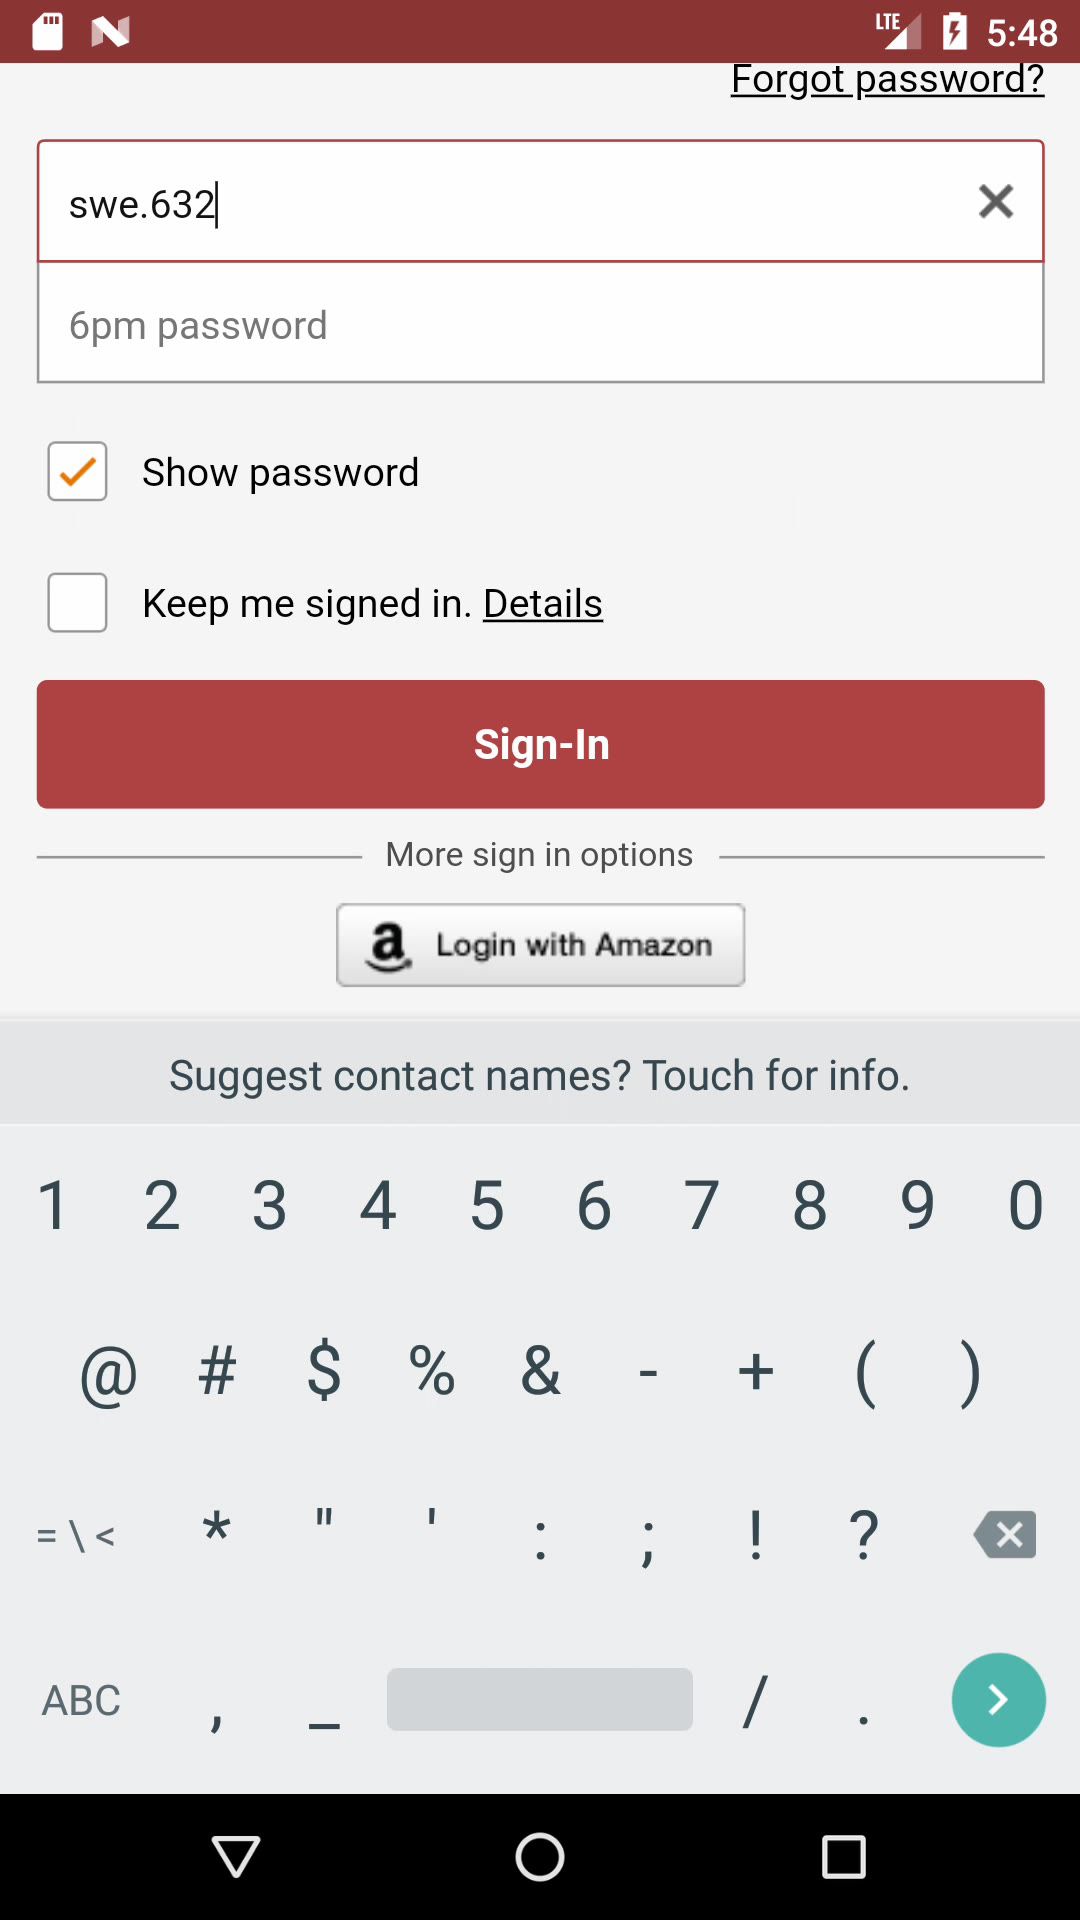 LTE 5:48
Forgot password?
swe.632
6pm password
Show password
Keep me signed in. Details
Sign-In
More sign in options
a Login with Amazon
Suggest contact names? Touch for info.
1 2 3 4 5 6 7 8 9 0
@ # $ % & - + ( )
= \ < * " ' : ; ! ?
ABC , _ / .